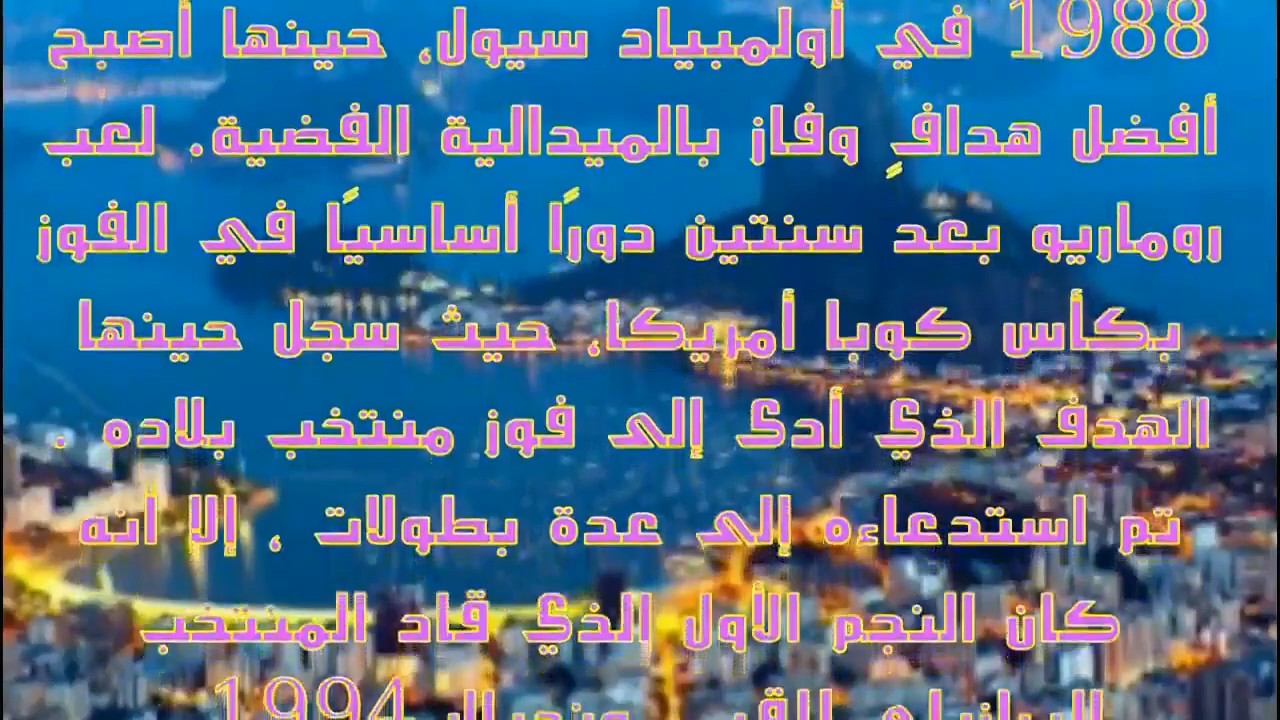 1988 في أولمبياد سيول، حينها أصبح
أفضل هدافٍ وفاز بالميدالية الفضية. لعب
روماريو بعد سنتين دورًا أساسيًا في الفوز
بكأس كوبا أمريكا، حيث سجل حينها
الهدف الذي أدى إلى فوز منتخب بلاده ،
تم استدعاءه إلى عدة بطولات ، إلا أنه
كان النجم الأول الذي قاد المنتخب
1994